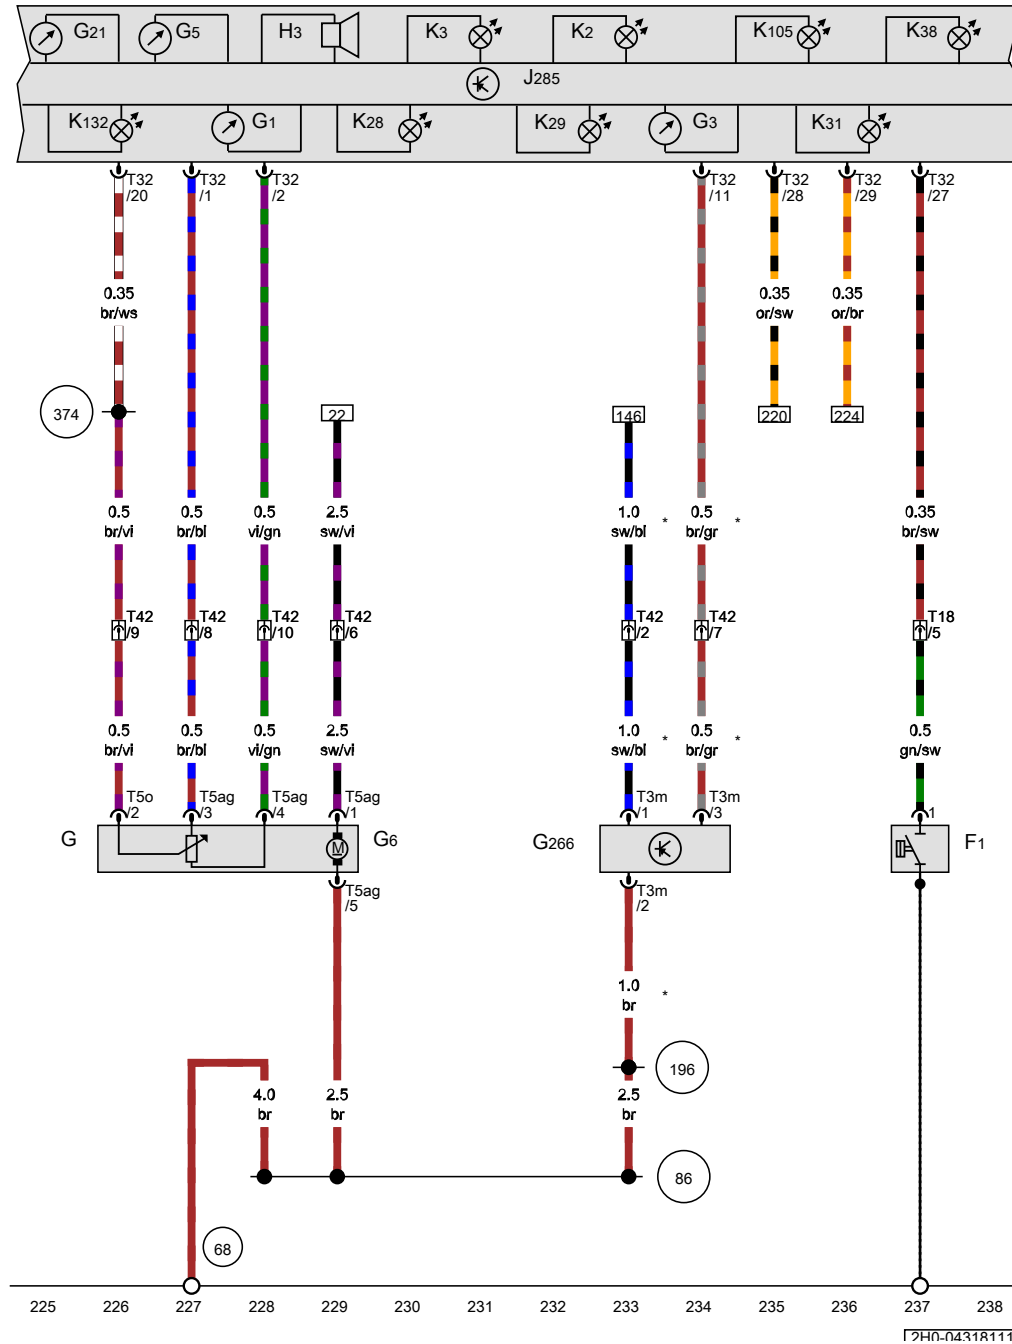 G21 G5 H3 K3 K2 K105 K38
J285
K132 G1 K28 K29 G3 K31
T32 /20
T32 /1
T32 /2
T32 /11
T32 /28
T32 /29
T32 /27
0.35 br/ws
0.35 or/sw
0.35 or/br
374
22
146
220
224
0.5 br/vi
0.5 br/bl
0.5 vi/gn
2.5 sw/vi
1.0 sw/bl *
0.5 br/gr *
0.35 br/sw
T42 /9
T42 /8
T42 /10
T42 /6
T42 /2
T42 /7
T18 /5
0.5 br/vi
0.5 br/bl
0.5 vi/gn
2.5 sw/vi
1.0 sw/bl *
0.5 br/gr *
0.5 gn/sw
T5o /2
T5ag /3
T5ag /4
T5ag /1
T3m /1
T3m /3
1
G
M
G6
G266
F1
T5ag /5
T3m /2
1.0 br *
196
4.0 br
2.5 br
2.5 br
86
68
225 226 227 228 229 230 231 232 233 234 235 236 237 238
2H0-04318111